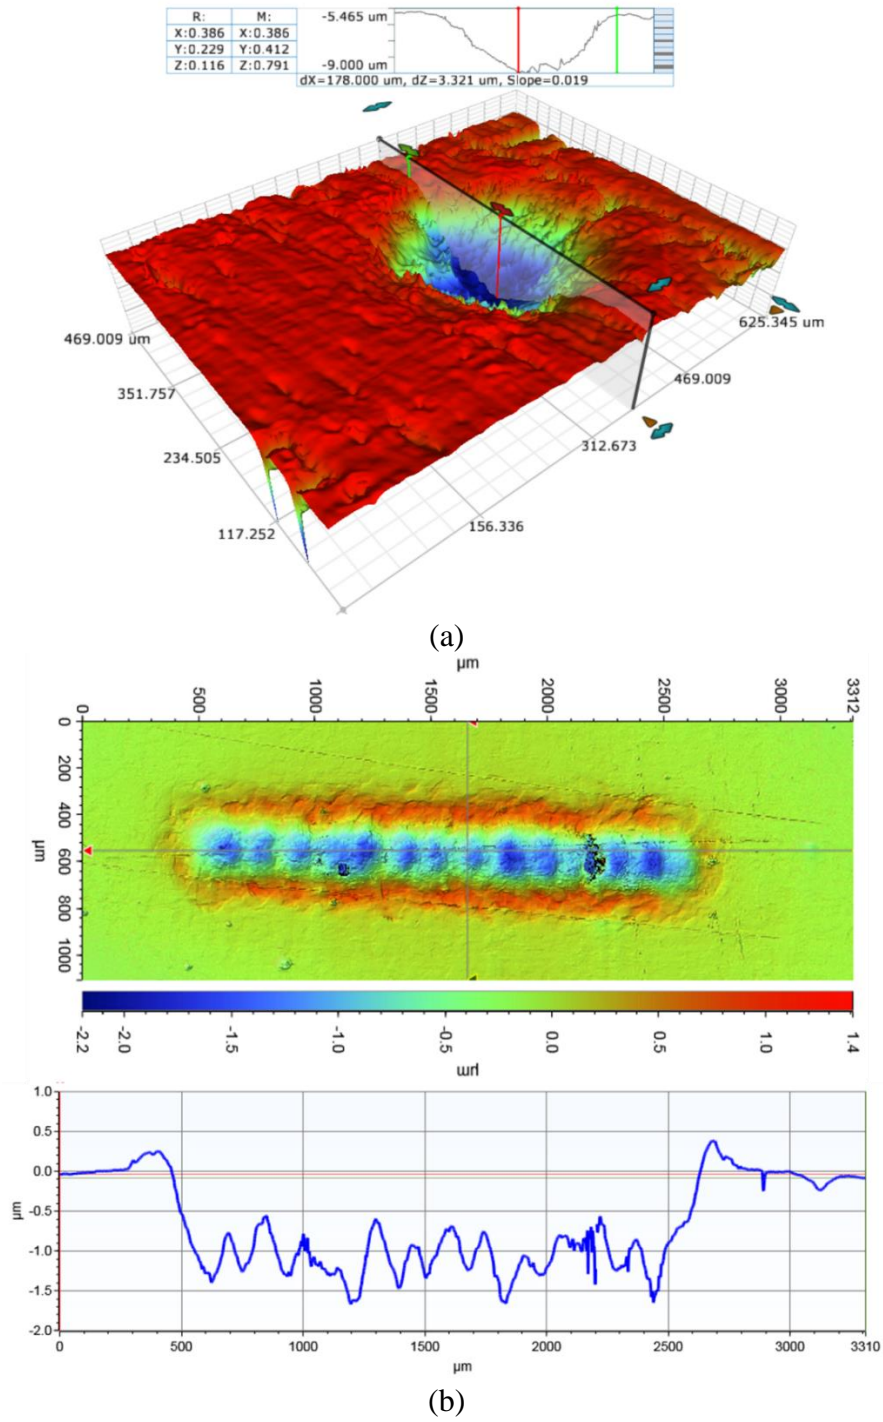 R: M:
X:0.386 X:0.386
Y:0.229 Y:0.412
Z:0.116 Z:0.791
-5.465 um
-9.000 um
dX=178.000 um, dZ=3.321 um, Slope=0.019
469.009 um
351.757
234.505
117.252
156.336
312.673
469.009
625.345 um
(a)
µm
0 500 1000 1500 2000 2500 3000 3312
0
200
400
600
800
1000
µm
-2.2 -2.0 -1.5 -1.0 -0.5 0.0 0.5 1.0 1.4
µm
1.0
0.5
0.0
-0.5
-1.0
-1.5
-2.0
µm
0 500 1000 1500 2000 2500 3000 3310
µm
(b)